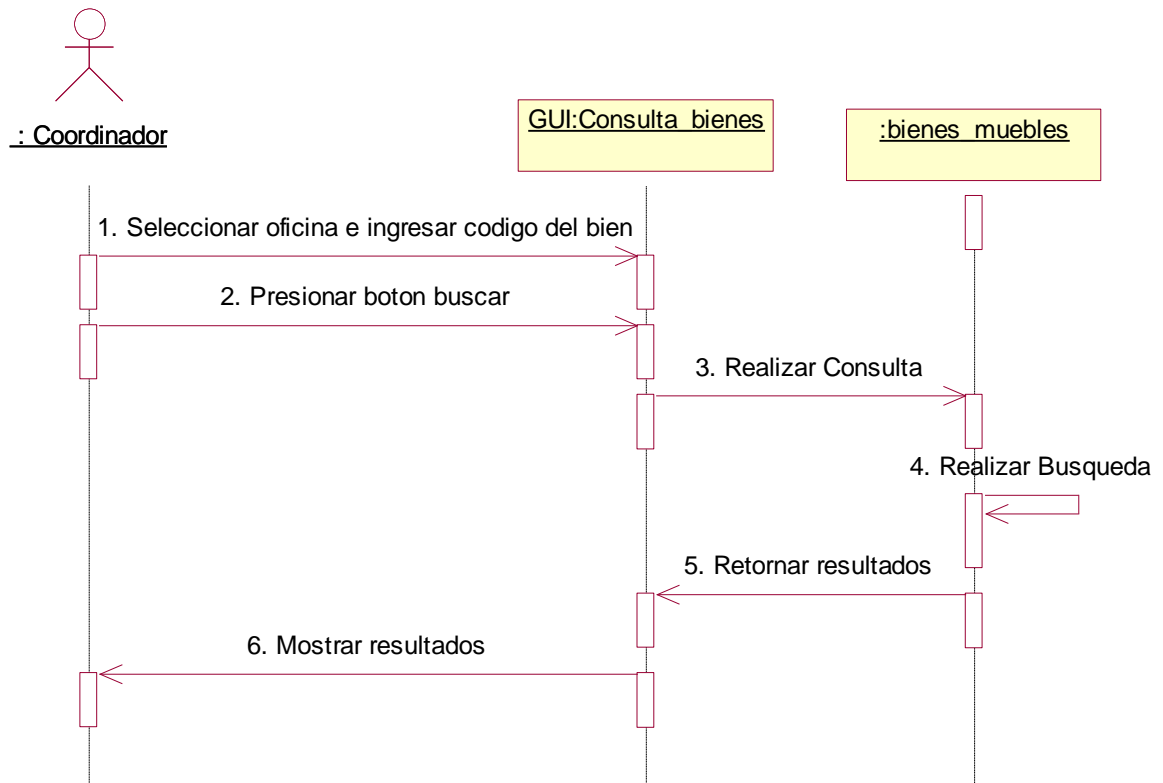 : Coordinador
GUI:Consulta_bienes
:bienes_muebles
1. Seleccionar oficina e ingresar codigo del bien
2. Presionar boton buscar
3. Realizar Consulta
4. Realizar Busqueda
5. Retornar resultados
6. Mostrar resultados